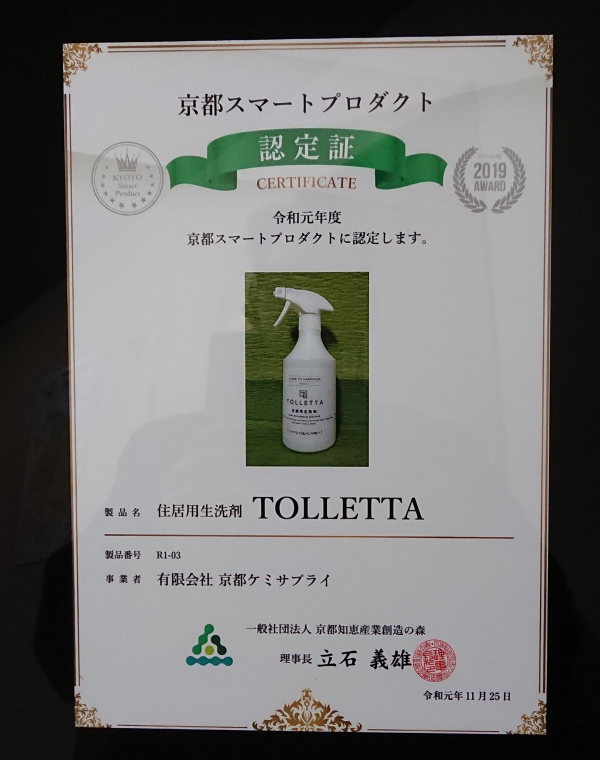 京都スマートプロダクト
認定証
CERTIFICATE
KYOTO
Smart
Product
2019
AWARD
令和元年度
京都スマートプロダクトに認定します。
TOLLETTA
製品名 住居用生洗剤 TOLLETTA
製品番号 R1-03
事業者 有限会社 京都ケミサプライ
一般社団法人 京都知恵産業創造の森
理事長 立石 義雄
令和元年11月25日